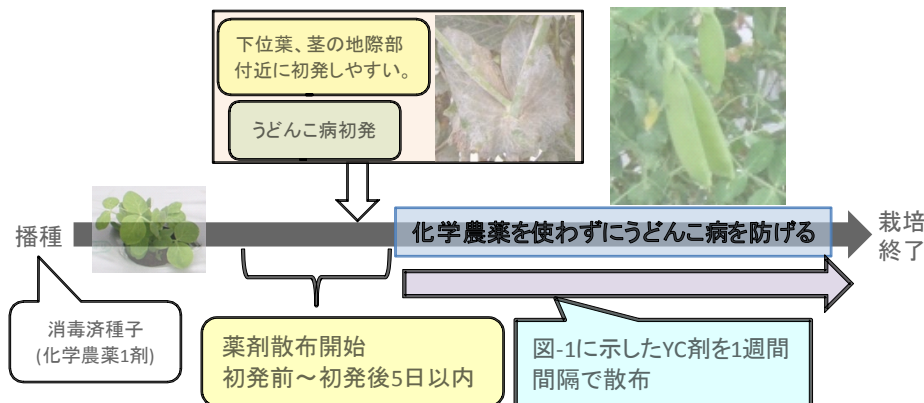 下位葉、茎の地際部
付近に初発しやすい。
うどんこ病初発
播種
化学農薬を使わずにうどんこ病を防げる
栽培
終了
消毒済種子
(化学農薬1剤)
薬剤散布開始
初発前～初発後5日以内
図-1に示したYC剤を1週間
間隔で散布